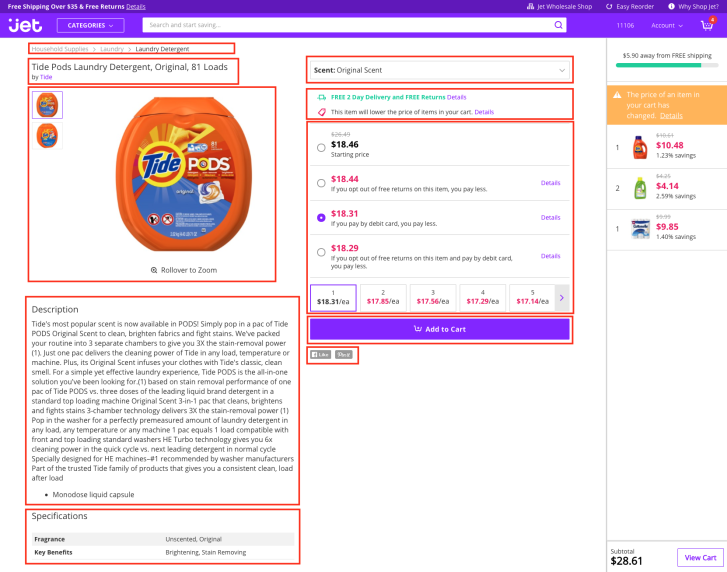 Free Shipping Over $35 & Free Returns Details
Jet Wholesale Shop
Easy Reorder
Why Shop Jet?
jet
CATEGORIES
Search and start saving...
11106
Account
4
Household Supplies > Laundry > Laundry Detergent
Tide Pods Laundry Detergent, Original, 81 Loads
by Tide
Tide
PODS
original
Rollover to Zoom
Description
Tide's most popular scent is now available in PODS! Simply pop in a pac of Tide
PODS Original Scent to clean, brighten fabrics and fight stains. We've packed
your routine into 3 separate chambers to give you 3X the stain-removal power
(1). Just one pac delivers the cleaning power of Tide in any load, temperature or
machine. Plus, its Original Scent infuses your clothes with Tide's classic, clean
smell. For a simple yet effective laundry experience, Tide PODS is the all-in-one
solution you've been looking for.(1) based on stain removal performance of one
pac of Tide PODS vs. three doses of the leading liquid brand detergent in a
standard top loading machine Original Scent 3-in-1 pac that cleans, brightens
and fights stains 3-chamber technology delivers 3X the stain-removal power (1)
Pop in the washer for a perfectly premeasured amount of laundry detergent in
any load, any temperature or any machine 1 pac equals 1 load compatible with
front and top loading standard washers HE Turbo technology gives you 6x
cleaning power in the quick cycle vs. next leading detergent in normal cycle
Specially designed for HE machines–#1 recommended by washer manufacturers
Part of the trusted Tide family of products that gives you a consistent clean, load
after load
• Monodose liquid capsule
Specifications
Fragrance Unscented, Original
Key Benefits Brightening, Stain Removing
Scent: Original Scent
FREE 2 Day Delivery and FREE Returns Details
This item will lower the price of items in your cart. Details
$18.46
Starting price
$18.44
If you opt out of free returns on this item, you pay less.
Details
$18.31
If you pay by debit card, you pay less.
Details
$18.29
If you opt out of free returns on this item and pay by debit card,
you pay less.
Details
1
$18.31/ea
2
$17.85/ea
3
$17.56/ea
4
$17.29/ea
5
$17.14/ea
Add to Cart
Like
Pin it
$5.90 away from FREE shipping
The price of an item in
your cart has
changed. Details
1
$10.48
1.23% savings
2
$4.25
$4.14
2.59% savings
1
$9.85
1.40% savings
Subtotal
$28.61
View Cart